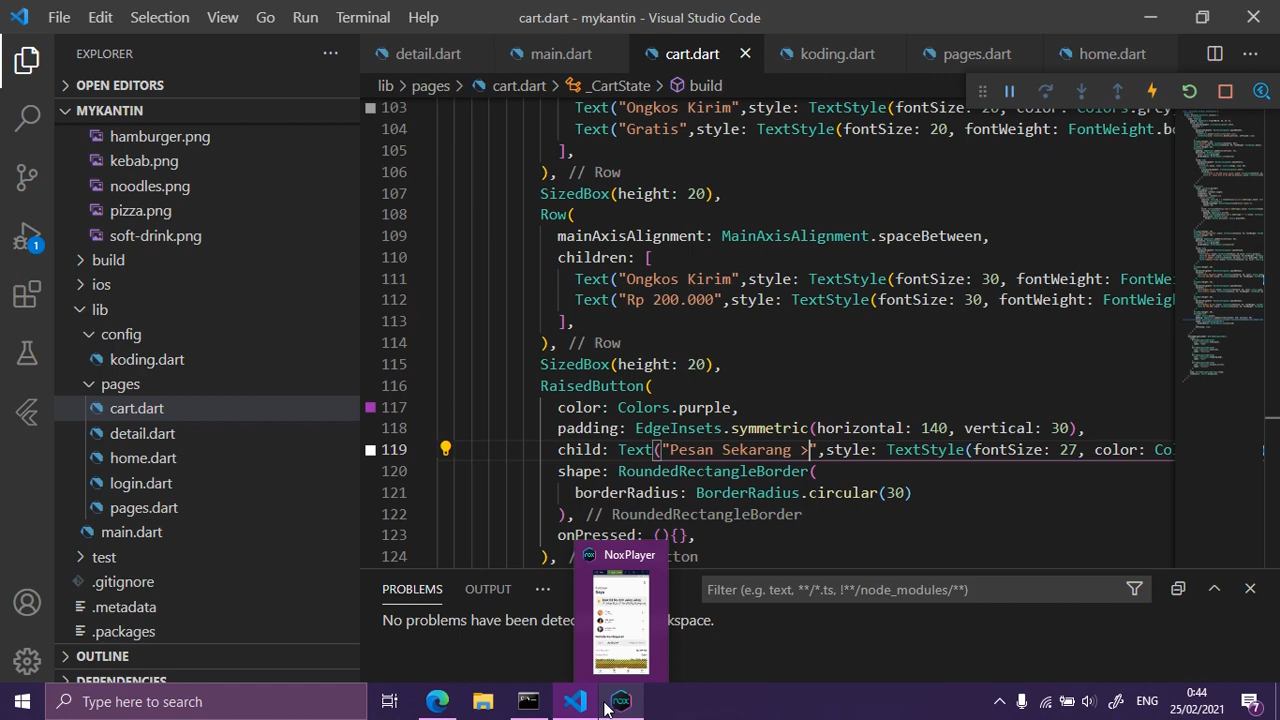 File Edit Selection View Go Run Terminal Help cart.dart - mykantin - Visual Studio Code
EXPLORER
detail.dart main.dart cart.dart koding.dart pages.dart home.dart
OPEN EDITORS
MYKANTIN
hamburger.png
kebab.png
noodles.png
pizza.png
soft-drink.png
build
ios
lib
config
koding.dart
pages
cart.dart
detail.dart
home.dart
login.dart
pages.dart
main.dart
test
.gitignore
.metadata
.packages
OUTLINE
DEPENDENCIES
1
lib > pages > cart.dart > _CartState > build
103 Text("Ongkos Kirim",style: TextStyle(fontSize: 20, color: Colors.grey
104 Text("Gratis",style: TextStyle(fontSize: 20, fontWeight: FontWeight.bo
105 ],
106 ), // Row
107 SizedBox(height: 20),
108 Row(
109 mainAxisAlignment: MainAxisAlignment.spaceBetween,
110 children: [
111 Text("Ongkos Kirim",style: TextStyle(fontSize: 30, fontWeight: FontWe
112 Text("Rp 200.000",style: TextStyle(fontSize: 30, fontWeight: FontWeig
113 ],
114 ), // Row
115 SizedBox(height: 20),
116 RaisedButton(
117 color: Colors.purple,
118 padding: EdgeInsets.symmetric(horizontal: 140, vertical: 30),
119 child: Text("Pesan Sekarang >",style: TextStyle(fontSize: 27, color: Co
120 shape: RoundedRectangleBorder(
121 borderRadius: BorderRadius.circular(30)
122 ), // RoundedRectangleBorder
123 onPressed: (){},
124 ), // ton
NoxPlayer
PROBLEMS OUTPUT Filter (e.g. text, **/*.ts, !**/node_modules/**)
No problems have been detec kspace.
Type here to search
ENG
0:44
25/02/2021
7